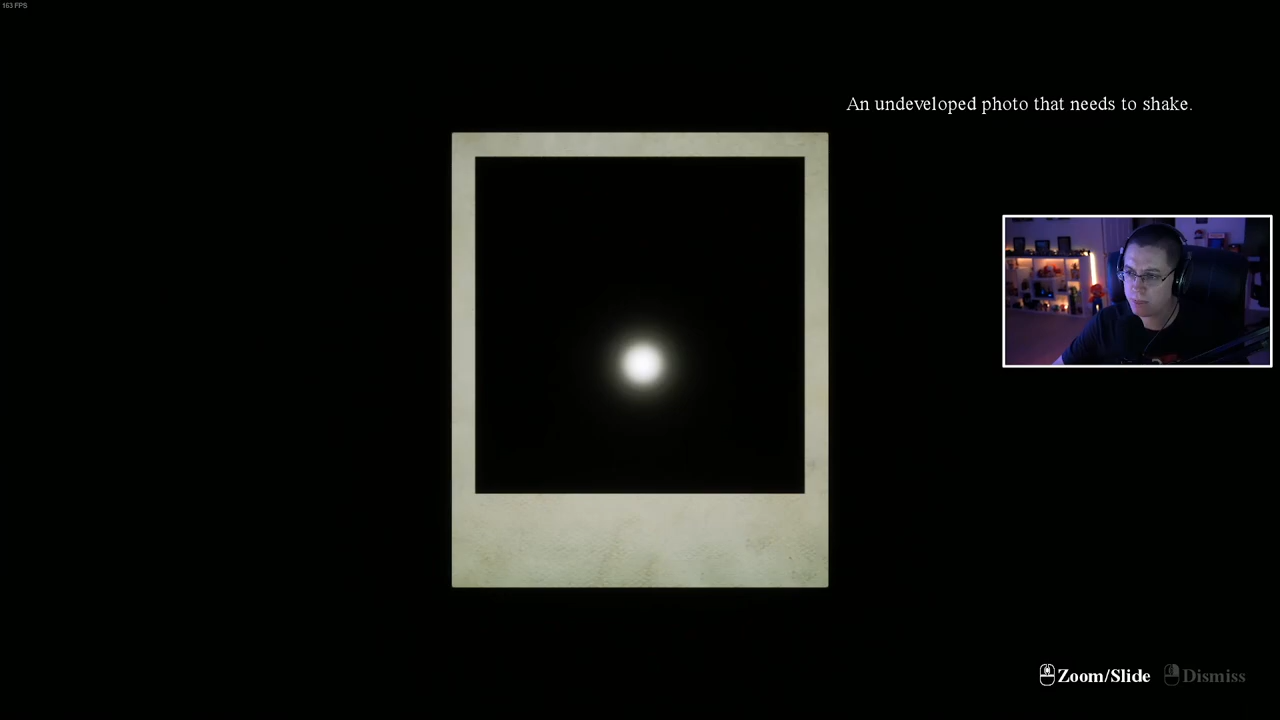 163 FPS
An undeveloped photo that needs to shake.
Zoom/Slide Dismiss